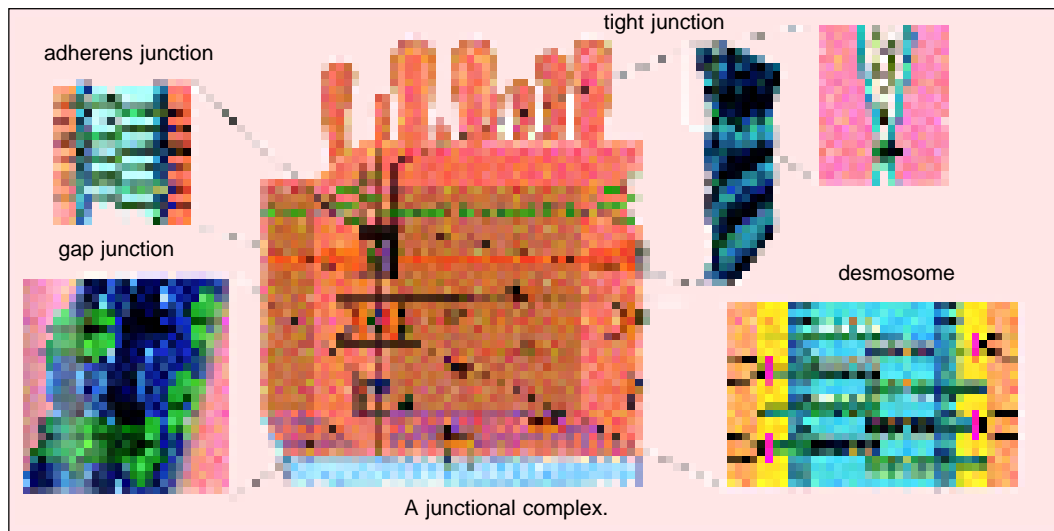 tight junction
adherens junction
gap junction
desmosome
A junctional complex.